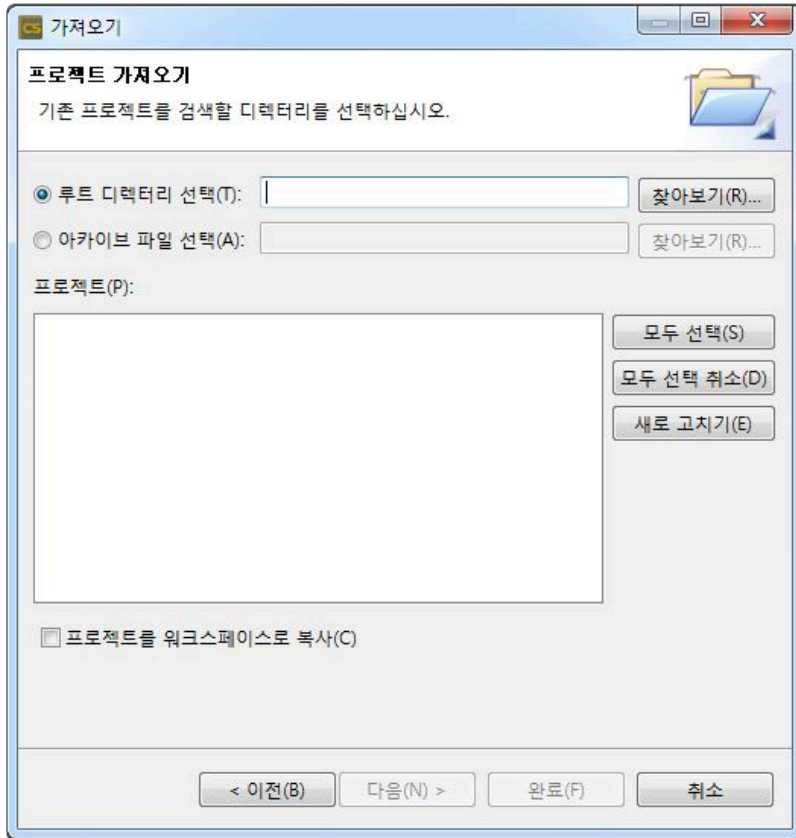 가져오기
프로젝트 가져오기
기존 프로젝트를 검색할 디렉터리를 선택하십시오.
루트 디렉터리 선택(T): 찾아보기(R)...
아카이브 파일 선택(A): 찾아보기(R)...
프로젝트(P):
모두 선택(S)
모두 선택 취소(D)
새로 고치기(E)
프로젝트를 워크스페이스로 복사(C)
< 이전(B) 다음(N) > 완료(F) 취소